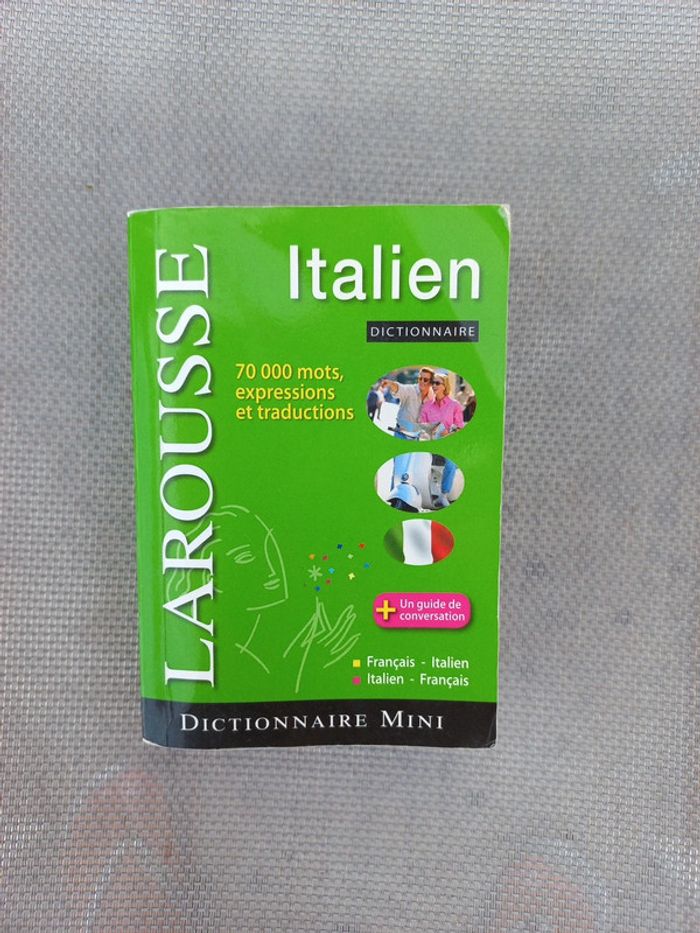 LAROUSSE
Italien
DICTIONNAIRE
70 000 mots,
expressions
et traductions
+ Un guide de
conversation
Français - Italien
Italien - Français
DICTIONNAIRE MINI